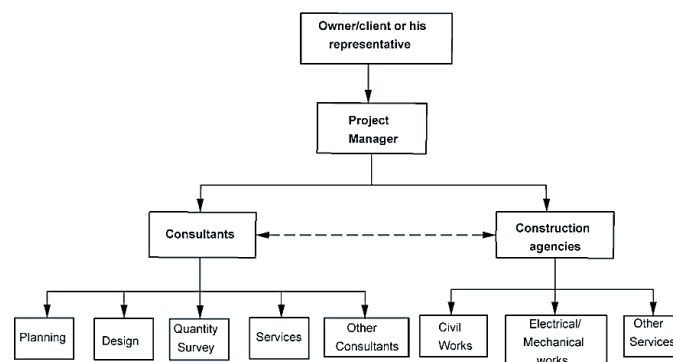 Owner/client or his
representative
Project
Manager
Consultants
Construction
agencies
Planning
Design
Quantity
Survey
Services
Other
Consultants
Civil
Works
Electrical/
Mechanical
works
Other
Services